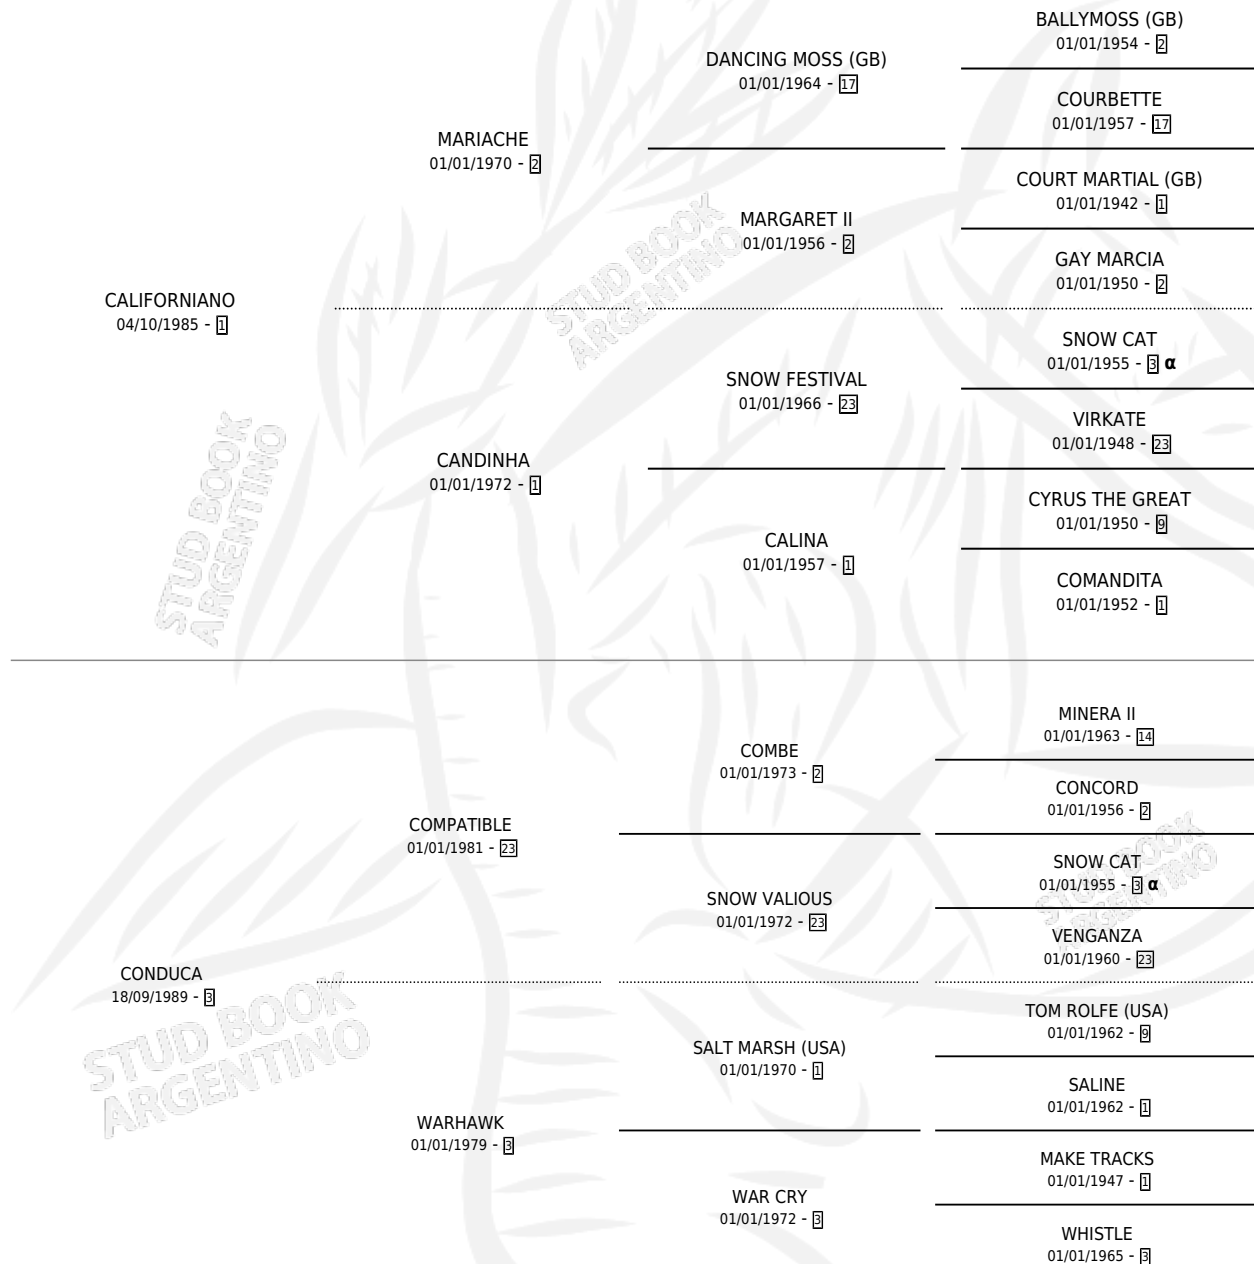 BALLYMOSS (GB)
01/01/1954 - 2
DANCING MOSS (GB)
01/01/1964 - 17
COURBETTE
01/01/1957 - 17
MARIACHE
01/01/1970 - 2
COURT MARTIAL (GB)
01/01/1942 - 1
MARGARET II
01/01/1956 - 2
GAY MARCIA
01/01/1950 - 2
CALIFORNIANO
04/10/1985 - 1
SNOW CAT
01/01/1955 - 3 α
SNOW FESTIVAL
01/01/1966 - 23
VIRKATE
01/01/1948 - 23
CANDINHA
01/01/1972 - 1
CYRUS THE GREAT
01/01/1950 - 9
CALINA
01/01/1957 - 1
COMANDITA
01/01/1952 - 1
STUD BOOK
ARGENTINO
STUD BOOK
ARGENTINO
MINERA II
01/01/1963 - 14
COMBE
01/01/1973 - 2
CONCORD
01/01/1956 - 2
COMPATIBLE
01/01/1981 - 23
SNOW CAT
01/01/1955 - 3 α
SNOW VALIOUS
01/01/1972 - 23
VENGANZA
01/01/1960 - 23
CONDUCA
18/09/1989 - 3
TOM ROLFE (USA)
01/01/1962 - 9
SALT MARSH (USA)
01/01/1970 - 1
SALINE
01/01/1962 - 1
WARHAWK
01/01/1979 - 3
MAKE TRACKS
01/01/1947 - 1
WAR CRY
01/01/1972 - 3
WHISTLE
01/01/1965 - 3
STUD BOOK
ARGENTINO
STUD BOOK
ARGENTINO